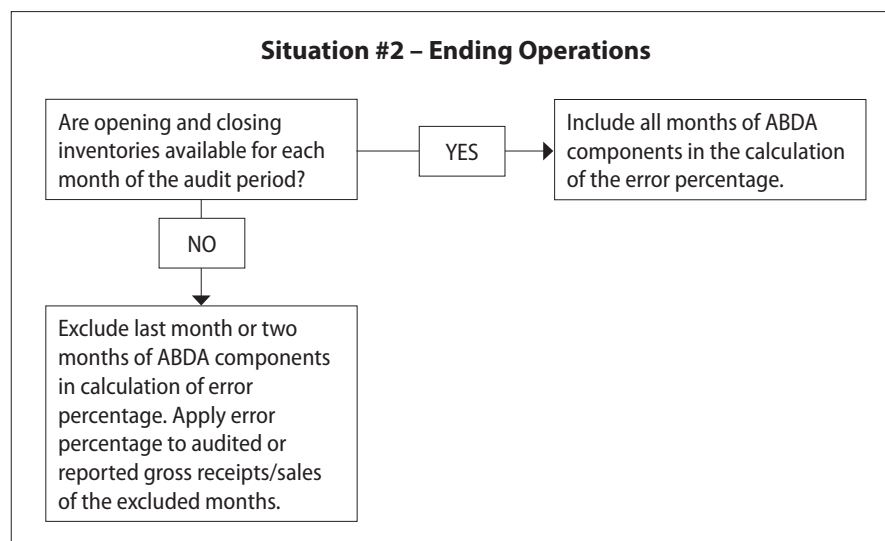 Situation #2 – Ending Operations
Are opening and closing
inventories available for each
month of the audit period?
YES
Include all months of ABDA
components in the calculation
of the error percentage.
NO
Exclude last month or two
months of ABDA components
in calculation of error
percentage. Apply error
percentage to audited or
reported gross receipts/sales
of the excluded months.